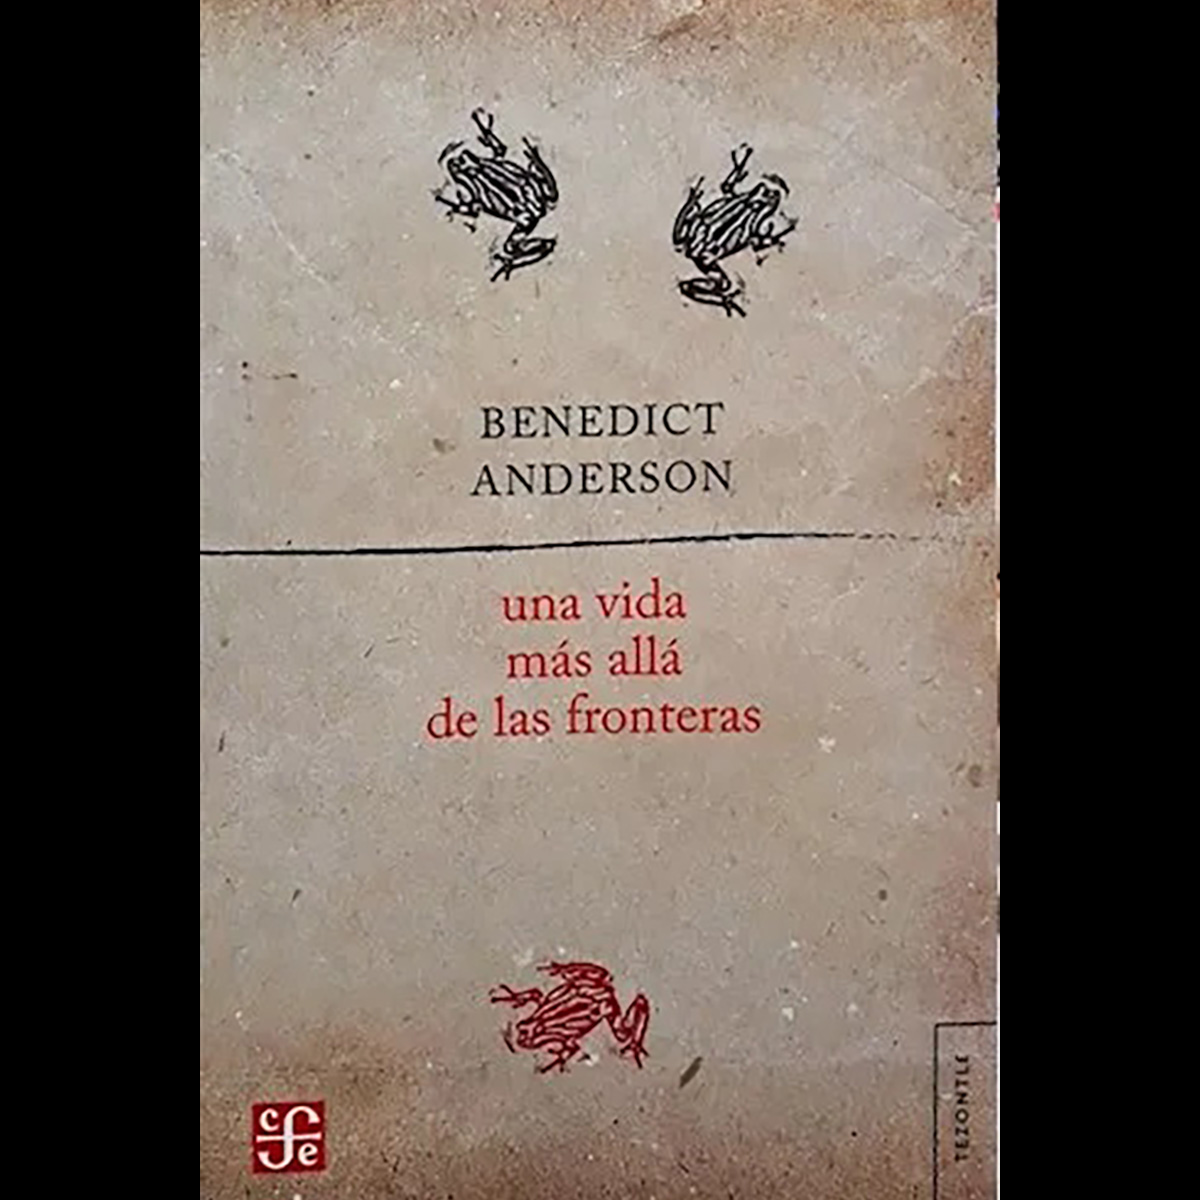 BENEDICT
ANDERSON
una vida
más allá
de las fronteras
TEZONTLE
cfe